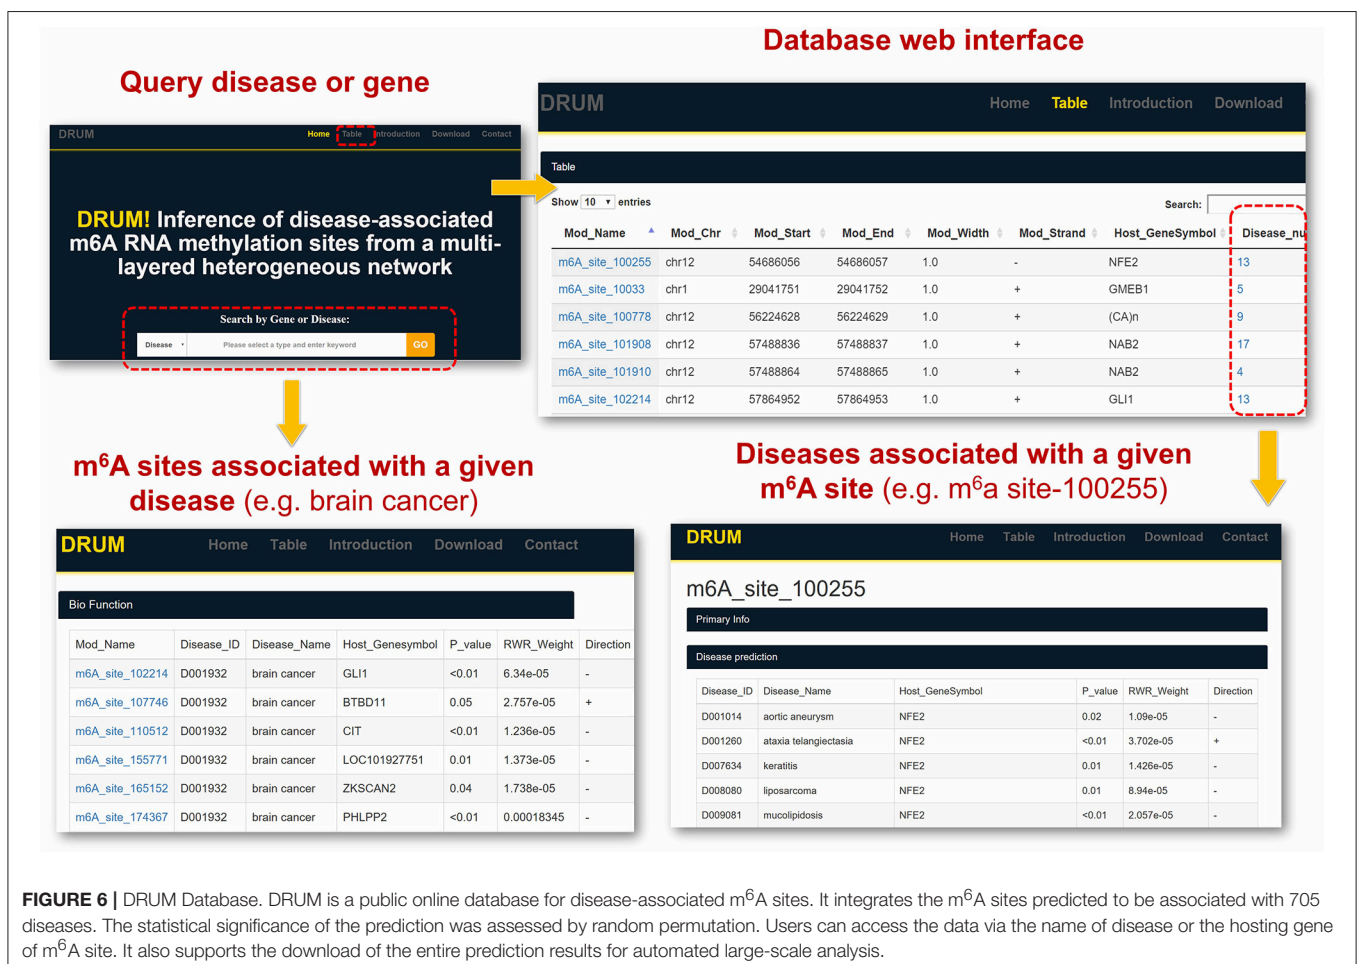 Query disease or gene
DRUM Home Table Introduction Download Contact
DRUM! Inference of disease-associated
m6A RNA methylation sites from a multi-
layered heterogeneous network
Search by Gene or Disease:
Disease Please select a type and enter keyword GO
Database web interface
DRUM Home Table Introduction Download
Table
Show 10 entries Search:
Mod_Name Mod_Chr Mod_Start Mod_End Mod_Width Mod_Strand Host_GeneSymbol Disease_nu
m6A_site_100255 chr12 54686056 54686057 1.0 - NFE2 13
m6A_site_10033 chr1 29041751 29041752 1.0 + GMEB1 5
m6A_site_100778 chr12 56224628 56224629 1.0 + (CA)n 9
m6A_site_101908 chr12 57488836 57488837 1.0 + NAB2 17
m6A_site_101910 chr12 57488864 57488865 1.0 + NAB2 4
m6A_site_102214 chr12 57864952 57864953 1.0 + GLI1 13
m⁶A sites associated with a given
disease (e.g. brain cancer)
DRUM Home Table Introduction Download Contact
Bio Function
Mod_Name Disease_ID Disease_Name Host_Genesymbol P_value RWR_Weight Direction
m6A_site_102214 D001932 brain cancer GLI1 <0.01 6.34e-05 -
m6A_site_107746 D001932 brain cancer BTBD11 0.05 2.757e-05 +
m6A_site_110512 D001932 brain cancer CIT <0.01 1.236e-05 -
m6A_site_155771 D001932 brain cancer LOC101927751 0.01 1.373e-05 -
m6A_site_165152 D001932 brain cancer ZKSCAN2 0.04 1.738e-05 -
m6A_site_174367 D001932 brain cancer PHLPP2 <0.01 0.00018345 -
Diseases associated with a given
m⁶A site (e.g. m⁶a site-100255)
DRUM Home Table Introduction Download Contact
m6A_site_100255
Primary Info
Disease prediction
Disease_ID Disease_Name Host_GeneSymbol P_value RWR_Weight Direction
D001014 aortic aneurysm NFE2 0.02 1.09e-05 -
D001260 ataxia telangiectasia NFE2 <0.01 3.702e-05 +
D007634 keratitis NFE2 0.01 1.426e-05 -
D008080 liposarcoma NFE2 0.01 8.94e-05 -
D009081 mucolipidosis NFE2 <0.01 2.057e-05 -
FIGURE 6 | DRUM Database. DRUM is a public online database for disease-associated m⁶A sites. It integrates the m⁶A sites predicted to be associated with 705
diseases. The statistical significance of the prediction was assessed by random permutation. Users can access the data via the name of disease or the hosting gene
of m⁶A site. It also supports the download of the entire prediction results for automated large-scale analysis.